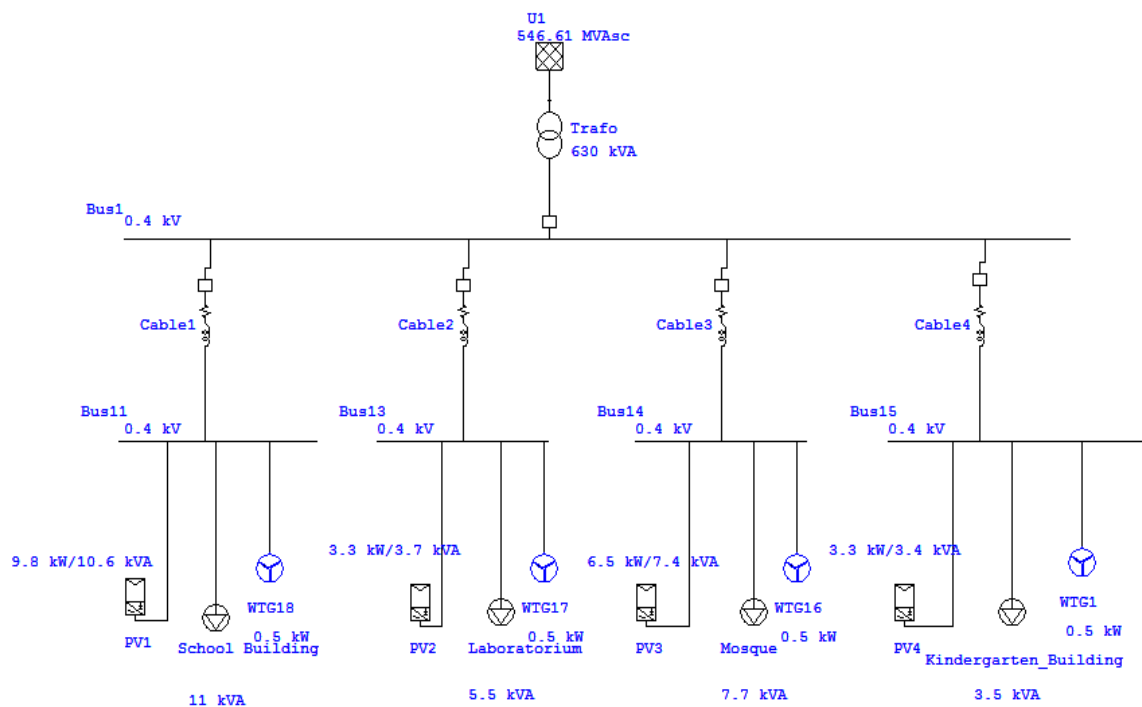 U1
546.61 MVAsc
Trafo
630 kVA
Bus1
0.4 kV
Cable1
Cable2
Cable3
Cable4
Bus11
0.4 kV
Bus13
0.4 kV
Bus14
0.4 kV
Bus15
0.4 kV
9.8 kW/10.6 kVA
3.3 kW/3.7 kVA
6.5 kW/7.4 kVA
3.3 kW/3.4 kVA
WTG18
WTG17
WTG16
WTG1
0.5 kW
0.5 kW
0.5 kW
0.5 kW
PV1
School Building
PV2
Laboratorium
PV3
Mosque
PV4
Kindergarten_Building
11 kVA
5.5 kVA
7.7 kVA
3.5 kVA